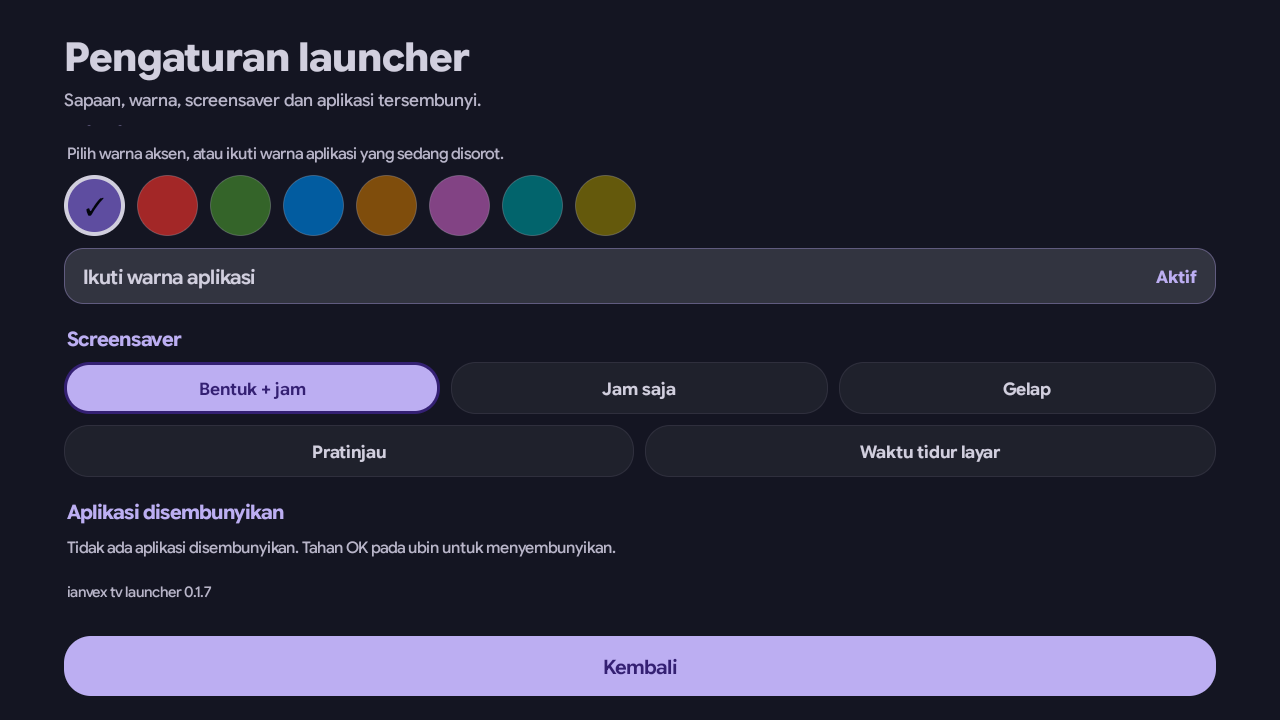 Pengaturan launcher
Sapaan, warna, screensaver dan aplikasi tersembunyi.
Pilih warna aksen, atau ikuti warna aplikasi yang sedang disorot.
✓
Ikuti warna aplikasi
Aktif
Screensaver
Bentuk + jam
Jam saja
Gelap
Pratinjau
Waktu tidur layar
Aplikasi disembunyikan
Tidak ada aplikasi disembunyikan. Tahan OK pada ubin untuk menyembunyikan.
ianvex tv launcher 0.1.7
Kembali